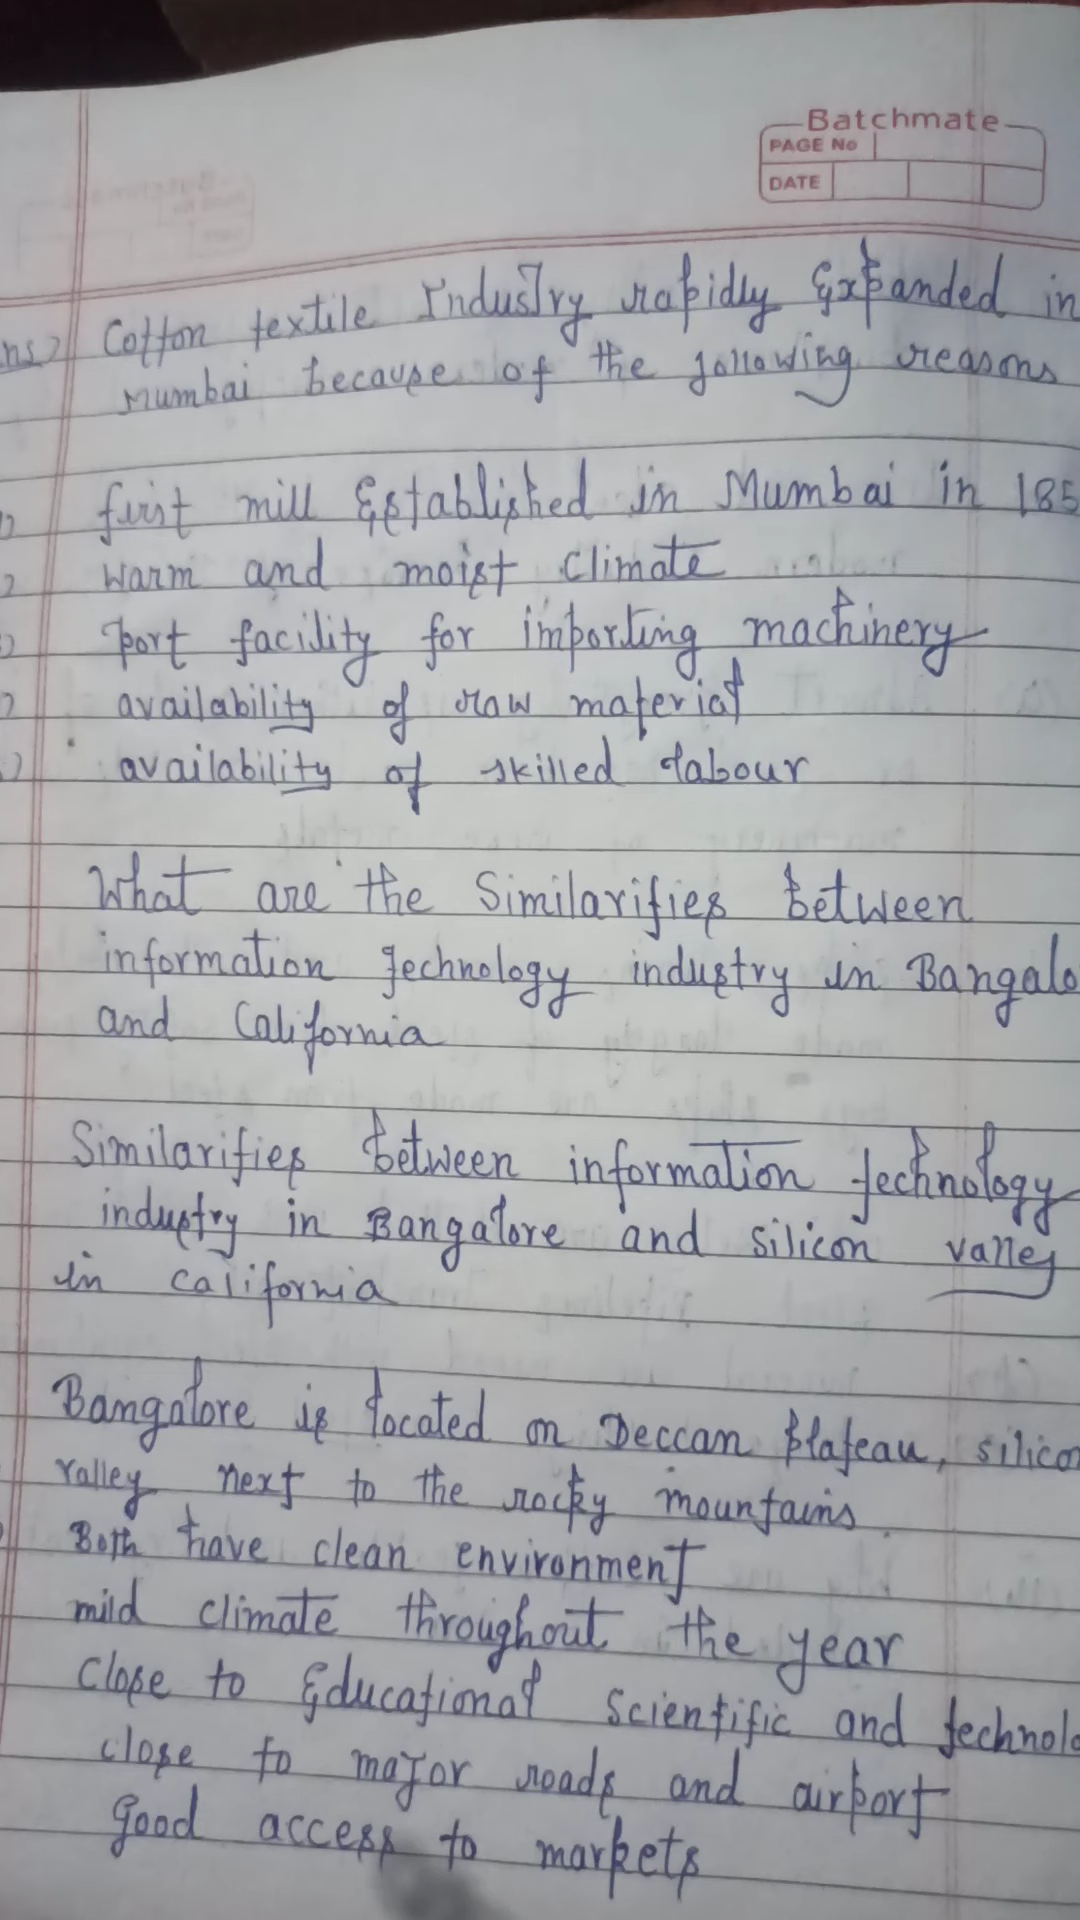 Batchmate
PAGE No
DATE
ns) Cotton textile Industry rapidly Expanded in
Mumbai because of the following reasons
first mill Established in Mumbai in 185
warm and moist climate
port facility for importing machinery
availability of raw material
availability of skilled labour
What are the Similarities between
information technology industry in Bangalo
and California
Similarities between information technology
industry in Bangalore and silicon valley
in california
Bangalore is located on Deccan plateau, silicon
valley next to the rocky mountains
Both have clean environment
mild climate throughout the year
close to Educational scientific and technolo
close to major roads and airport
good access to markets